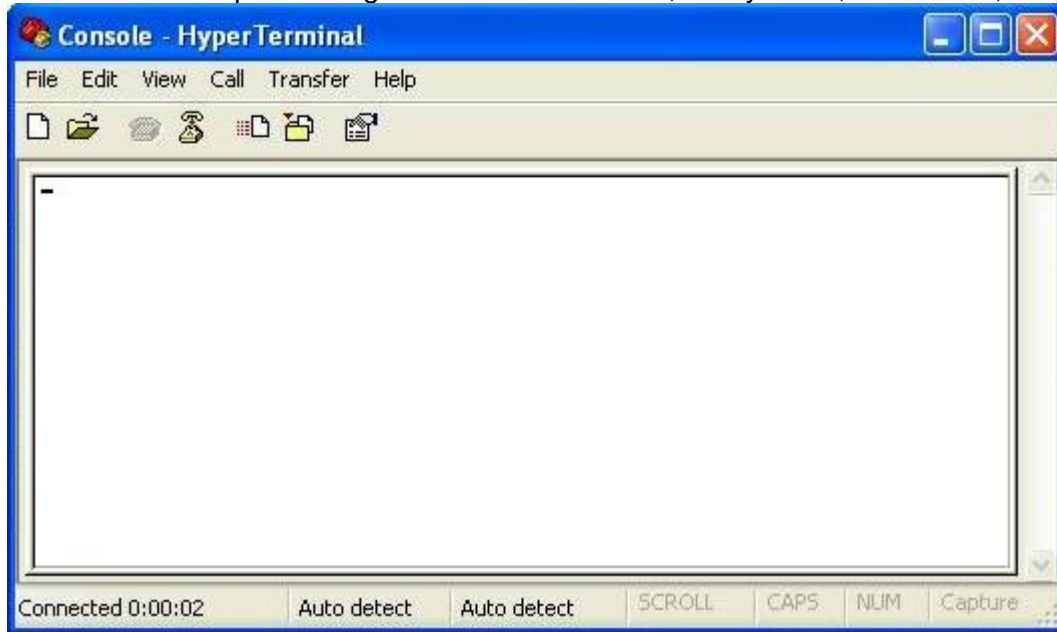 Console - HyperTerminal
File Edit View Call Transfer Help
Connected 0:00:02 Auto detect Auto detect SCROLL CAPS NUM Capture